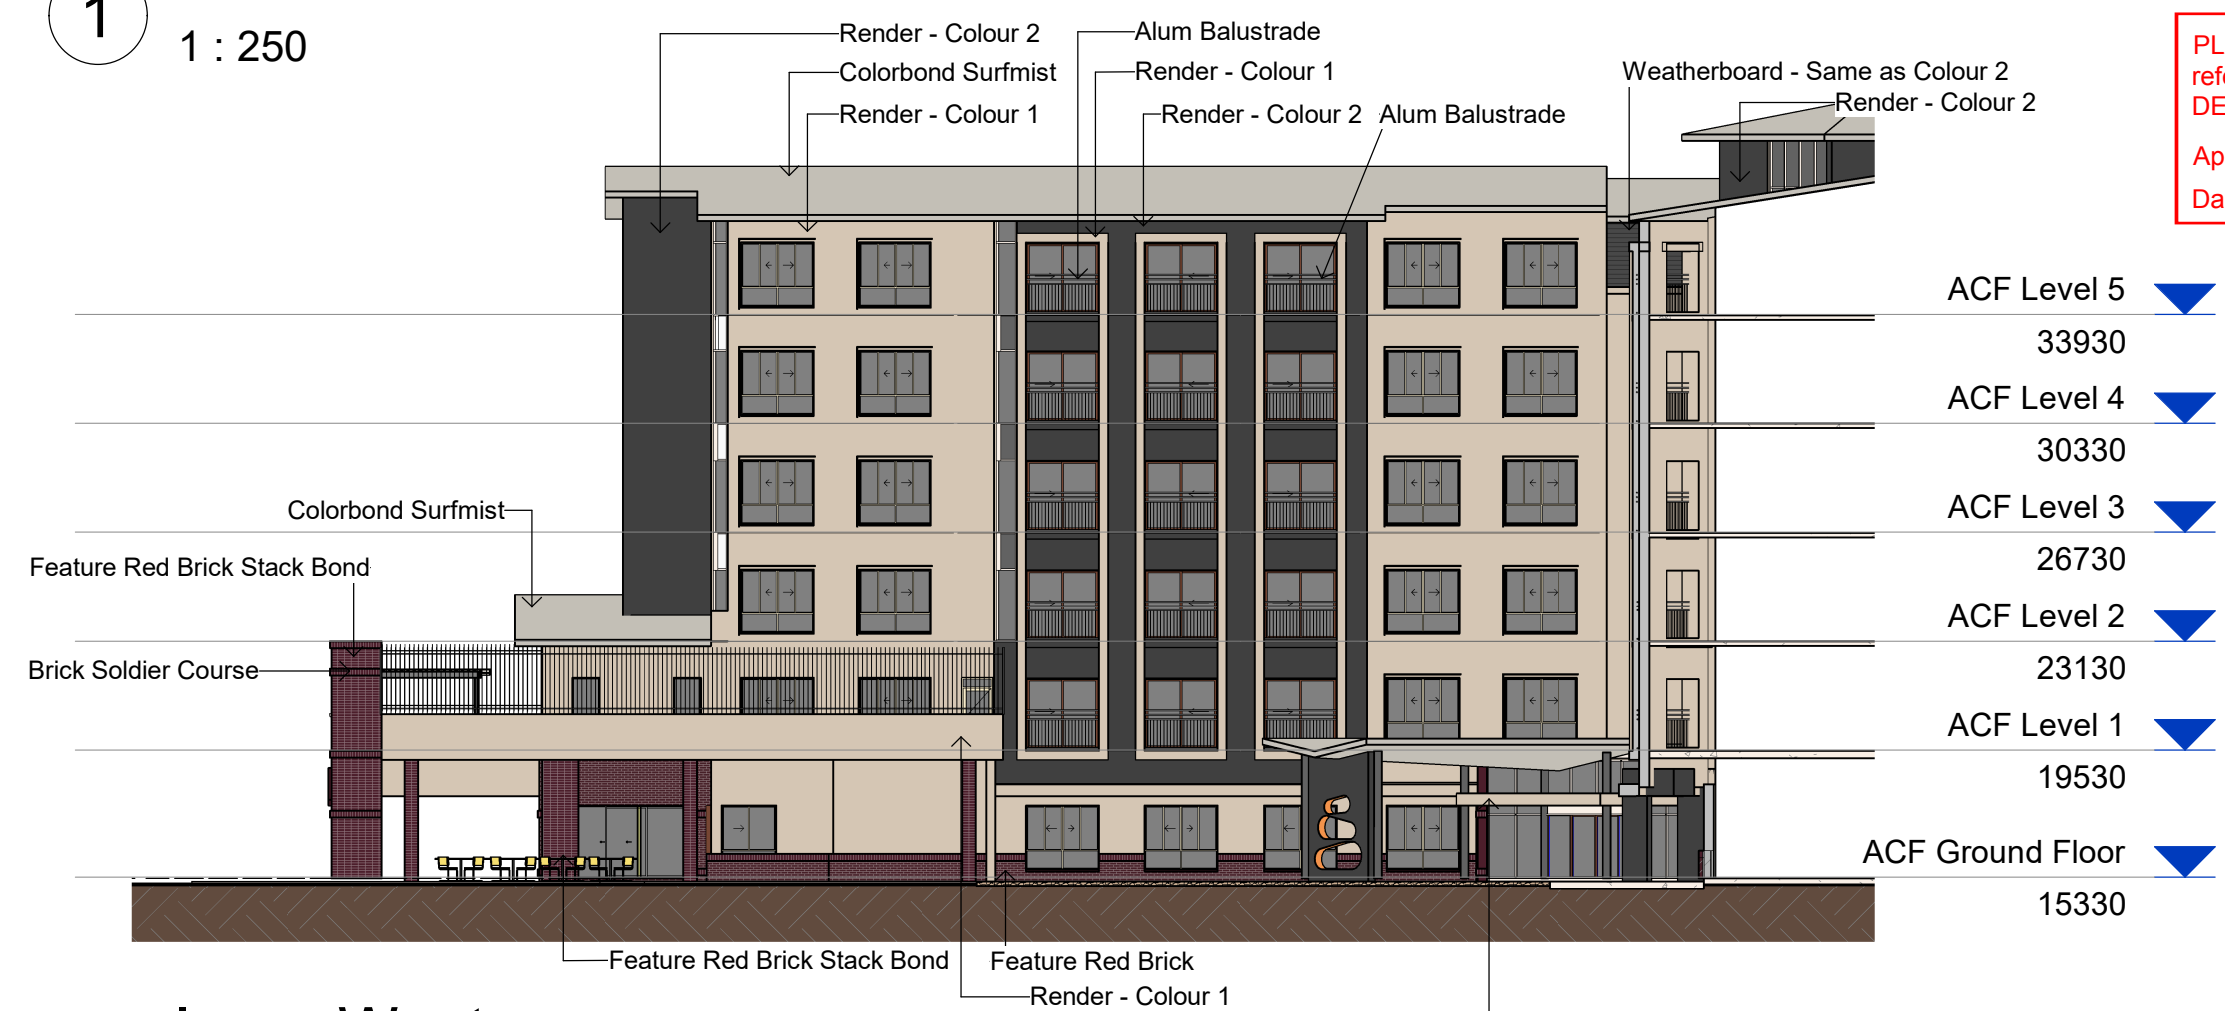 1
1 : 250
Render - Colour 2
Colorbond Surfmist
Render - Colour 1
Alum Balustrade
Render - Colour 1
Render - Colour 2
Alum Balustrade
Weatherboard - Same as Colour 2
Render - Colour 2
PL
refe
DE
Ap
Da
ACF Level 5
33930
ACF Level 4
30330
ACF Level 3
26730
ACF Level 2
23130
ACF Level 1
19530
ACF Ground Floor
15330
Colorbond Surfmist
Feature Red Brick Stack Bond
Brick Soldier Course
Feature Red Brick Stack Bond
Feature Red Brick
Render - Colour 1